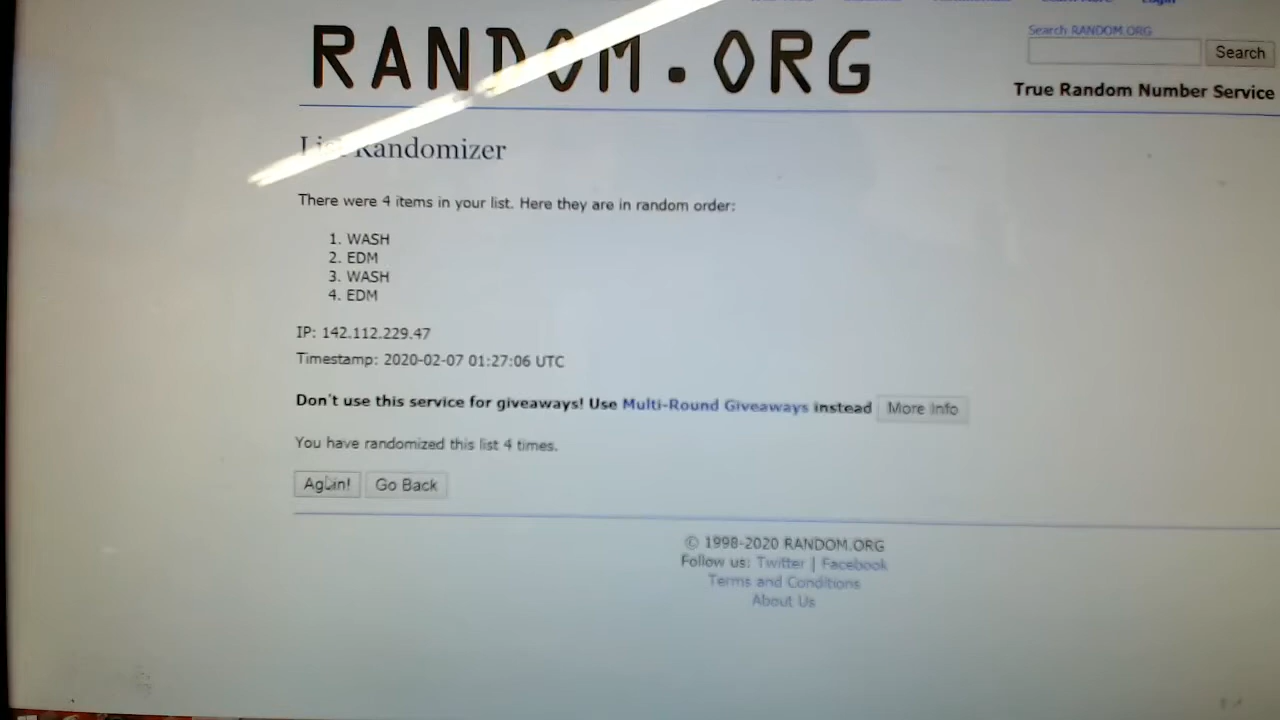 Login
RANDOM.ORG
Search RANDOM.ORG
Search
True Random Number Service
List Randomizer
There were 4 items in your list. Here they are in random order:
1. WASH
2. EDM
3. WASH
4. EDM
IP: 142.112.229.47
Timestamp: 2020-02-07 01:27:06 UTC
Don't use this service for giveaways! Use Multi-Round Giveaways instead More Info
You have randomized this list 4 times.
Again! Go Back
© 1998-2020 RANDOM.ORG
Follow us: Twitter | Facebook
Terms and Conditions
About Us